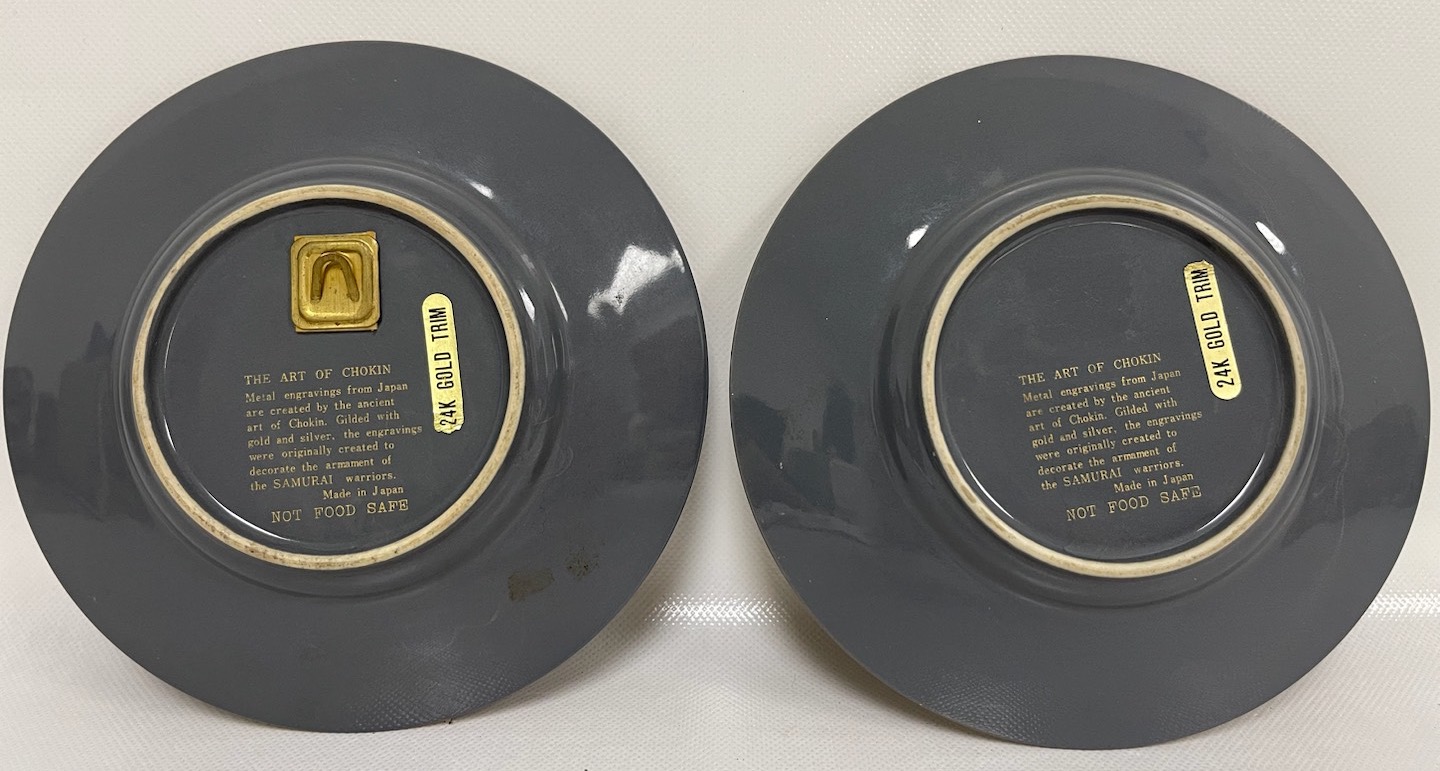 THE ART OF CHOKIN
Metal engravings from Japan
are created by the ancient
art of Chokin. Gilded with
gold and silver, the engravings
were originally created to
decorate the armament of
the SAMURAI warriors.
Made in Japan
NOT FOOD SAFE
24K GOLD TRIM
THE ART OF CHOKIN
Metal engravings from Japan
are created by the ancient
art of Chokin. Gilded with
gold and silver, the engravings
were originally created to
decorate the armament of
the SAMURAI warriors.
Made in Japan
NOT FOOD SAFE
24K GOLD TRIM